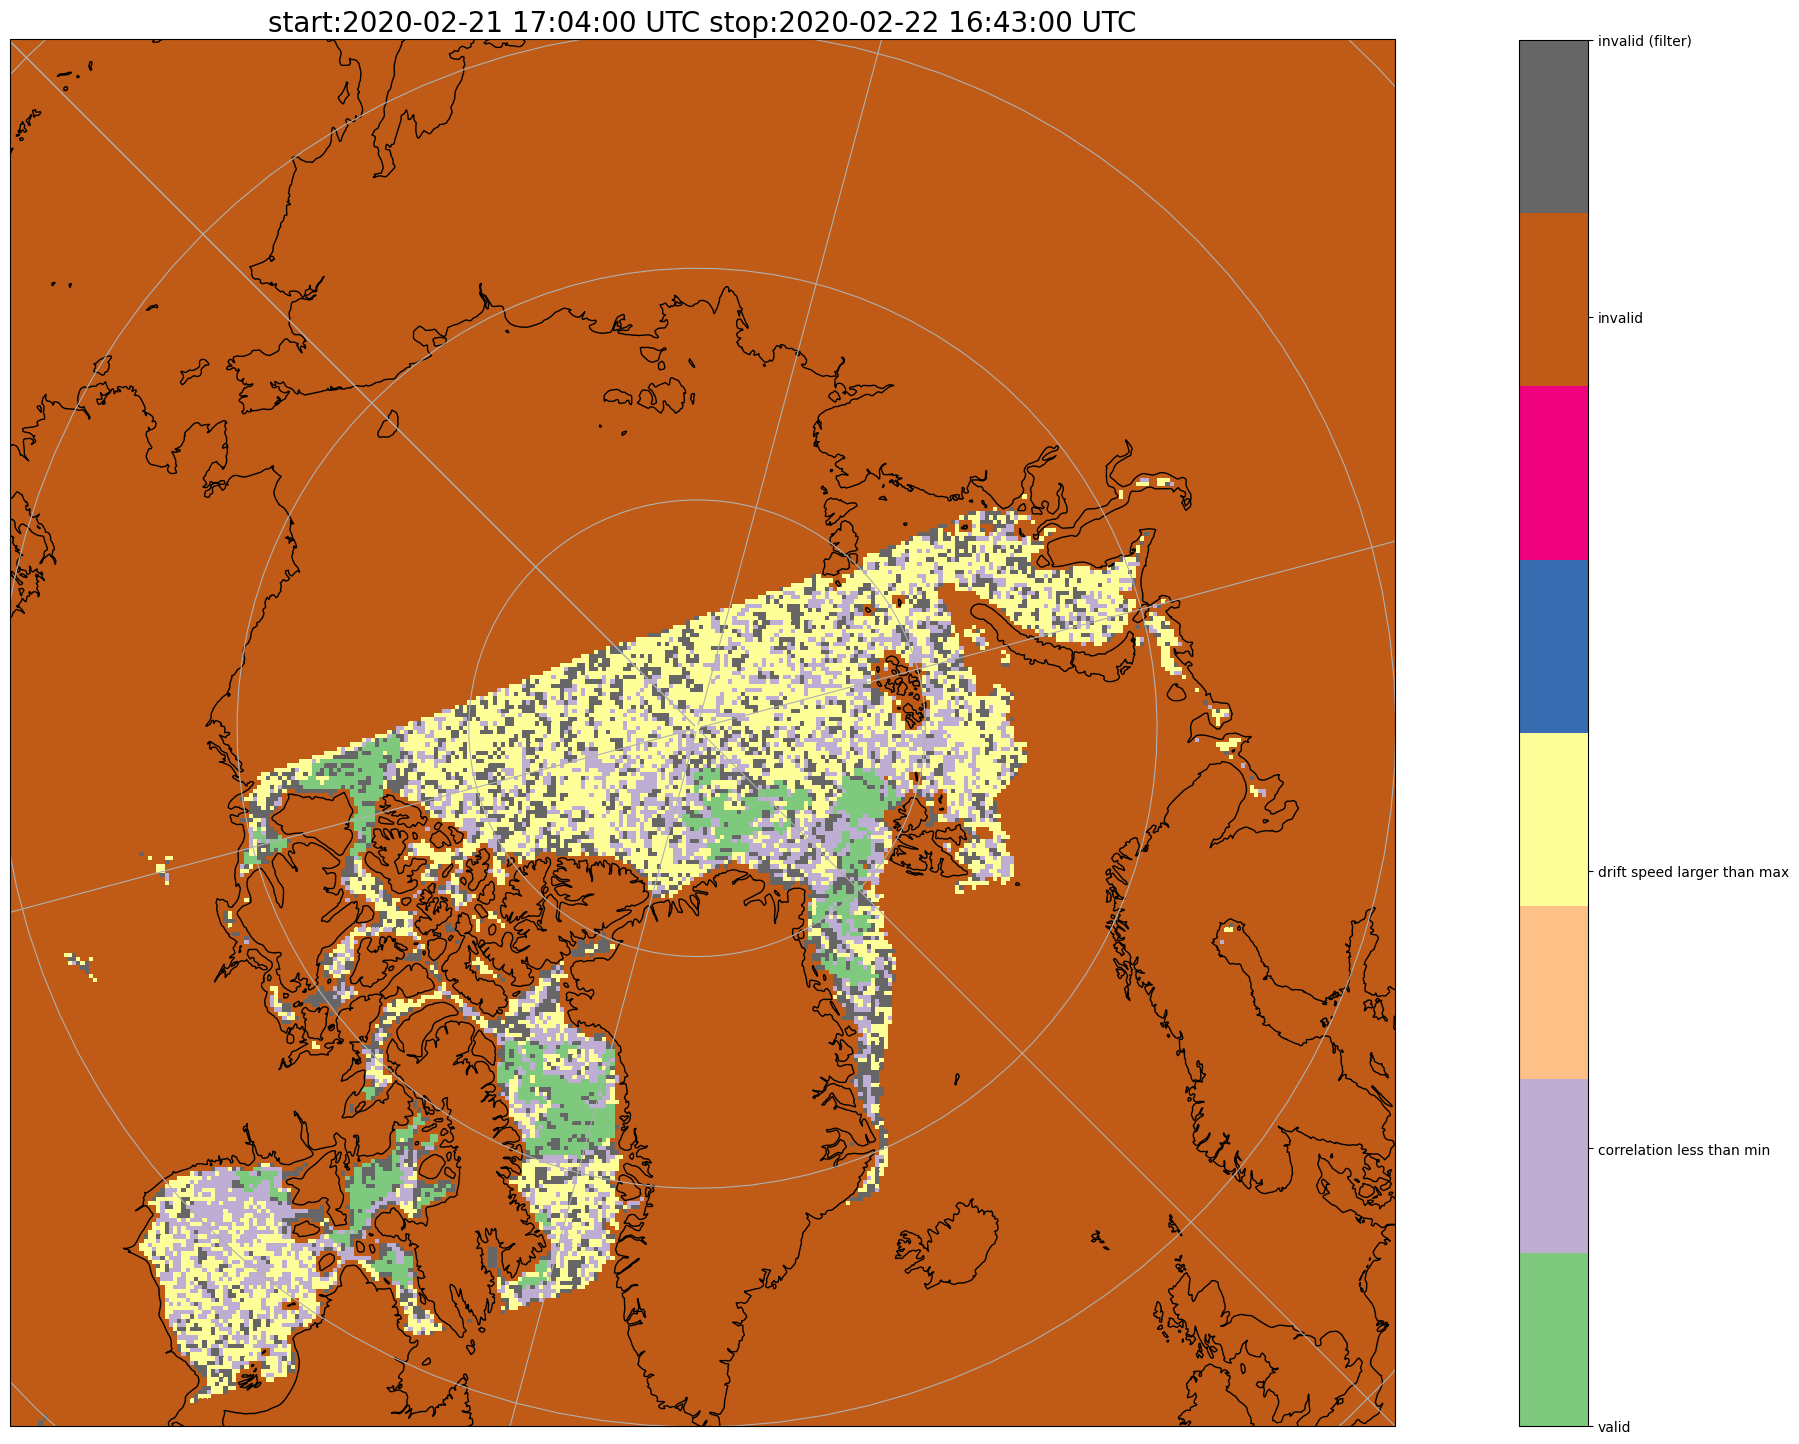 start:2020-02-21 17:04:00 UTC stop:2020-02-22 16:43:00 UTC
invalid (filter)
invalid
drift speed larger than max
correlation less than min
valid